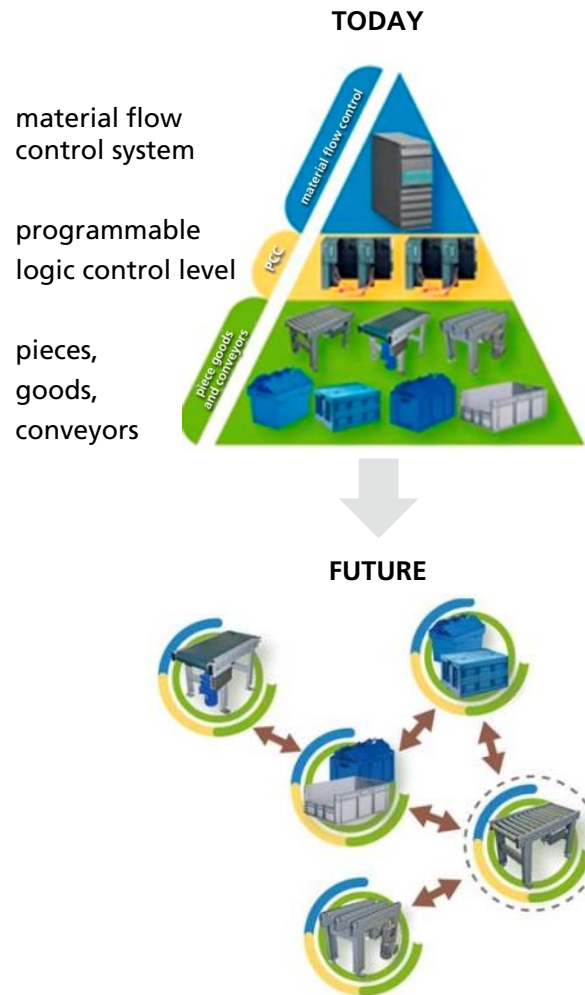 TODAY
material flow
control system
material flow control
programmable
logic control level
PCC
pieces,
goods,
conveyors
piece goods
and conveyors
FUTURE